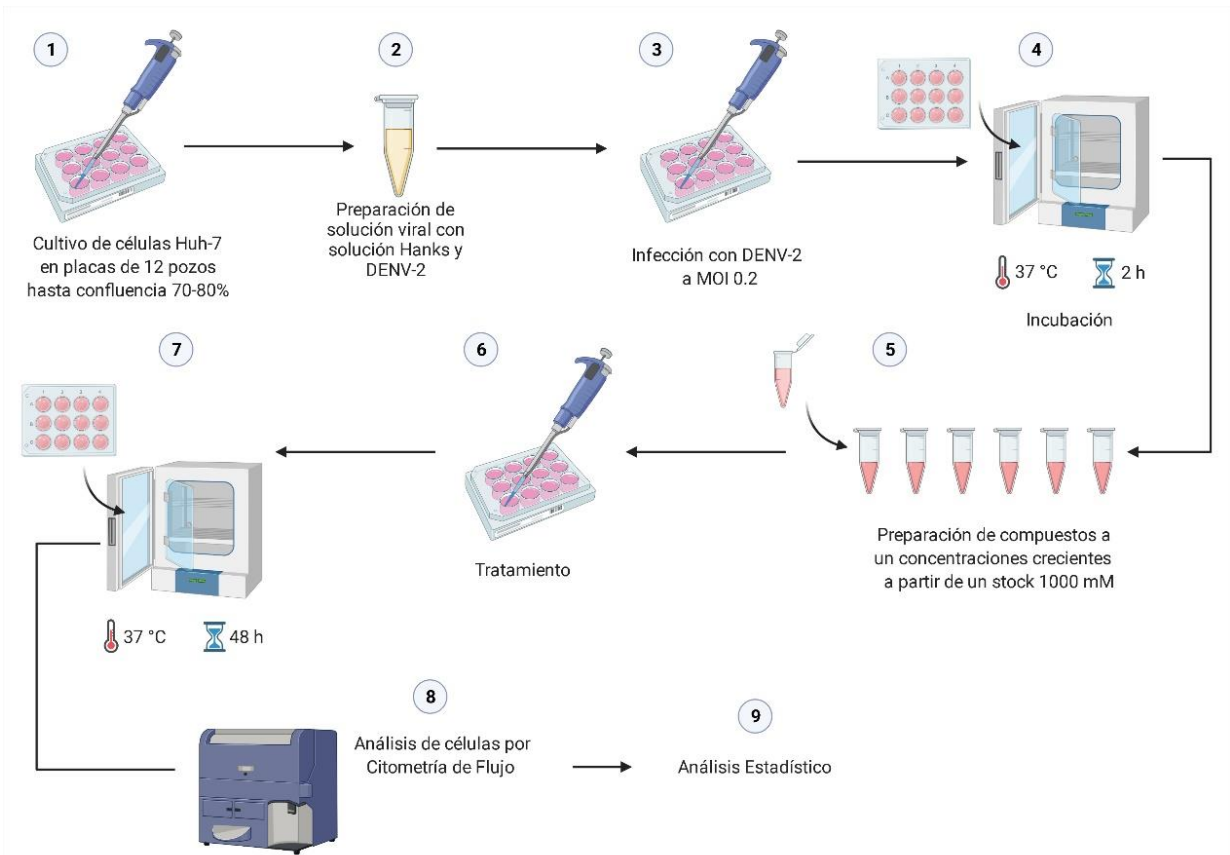 1
Cultivo de células Huh-7
en placas de 12 pozos
hasta confluencia 70-80%
2
Preparación de
solución viral con
solución Hanks y
DENV-2
3
Infección con DENV-2
a MOI 0.2
4
37 °C
2 h
Incubación
5
Preparación de compuestos a
un concentraciones crecientes
a partir de un stock 1000 mM
6
Tratamiento
7
37 °C
48 h
8
Análisis de células por
Citometría de Flujo
9
Análisis Estadístico